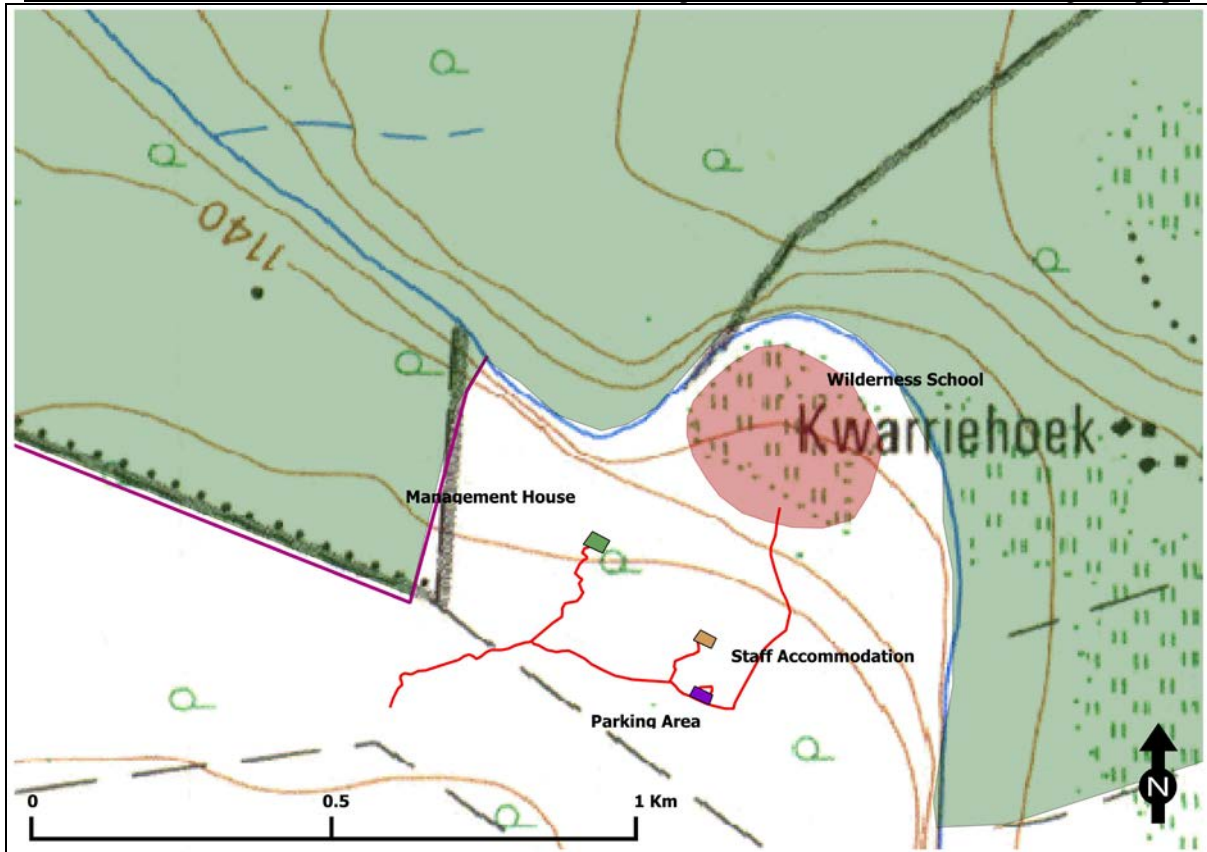 1140
Wilderness School
Kwarriehoek
Management House
Staff Accommodation
Parking Area
0 0.5 1 Km
N